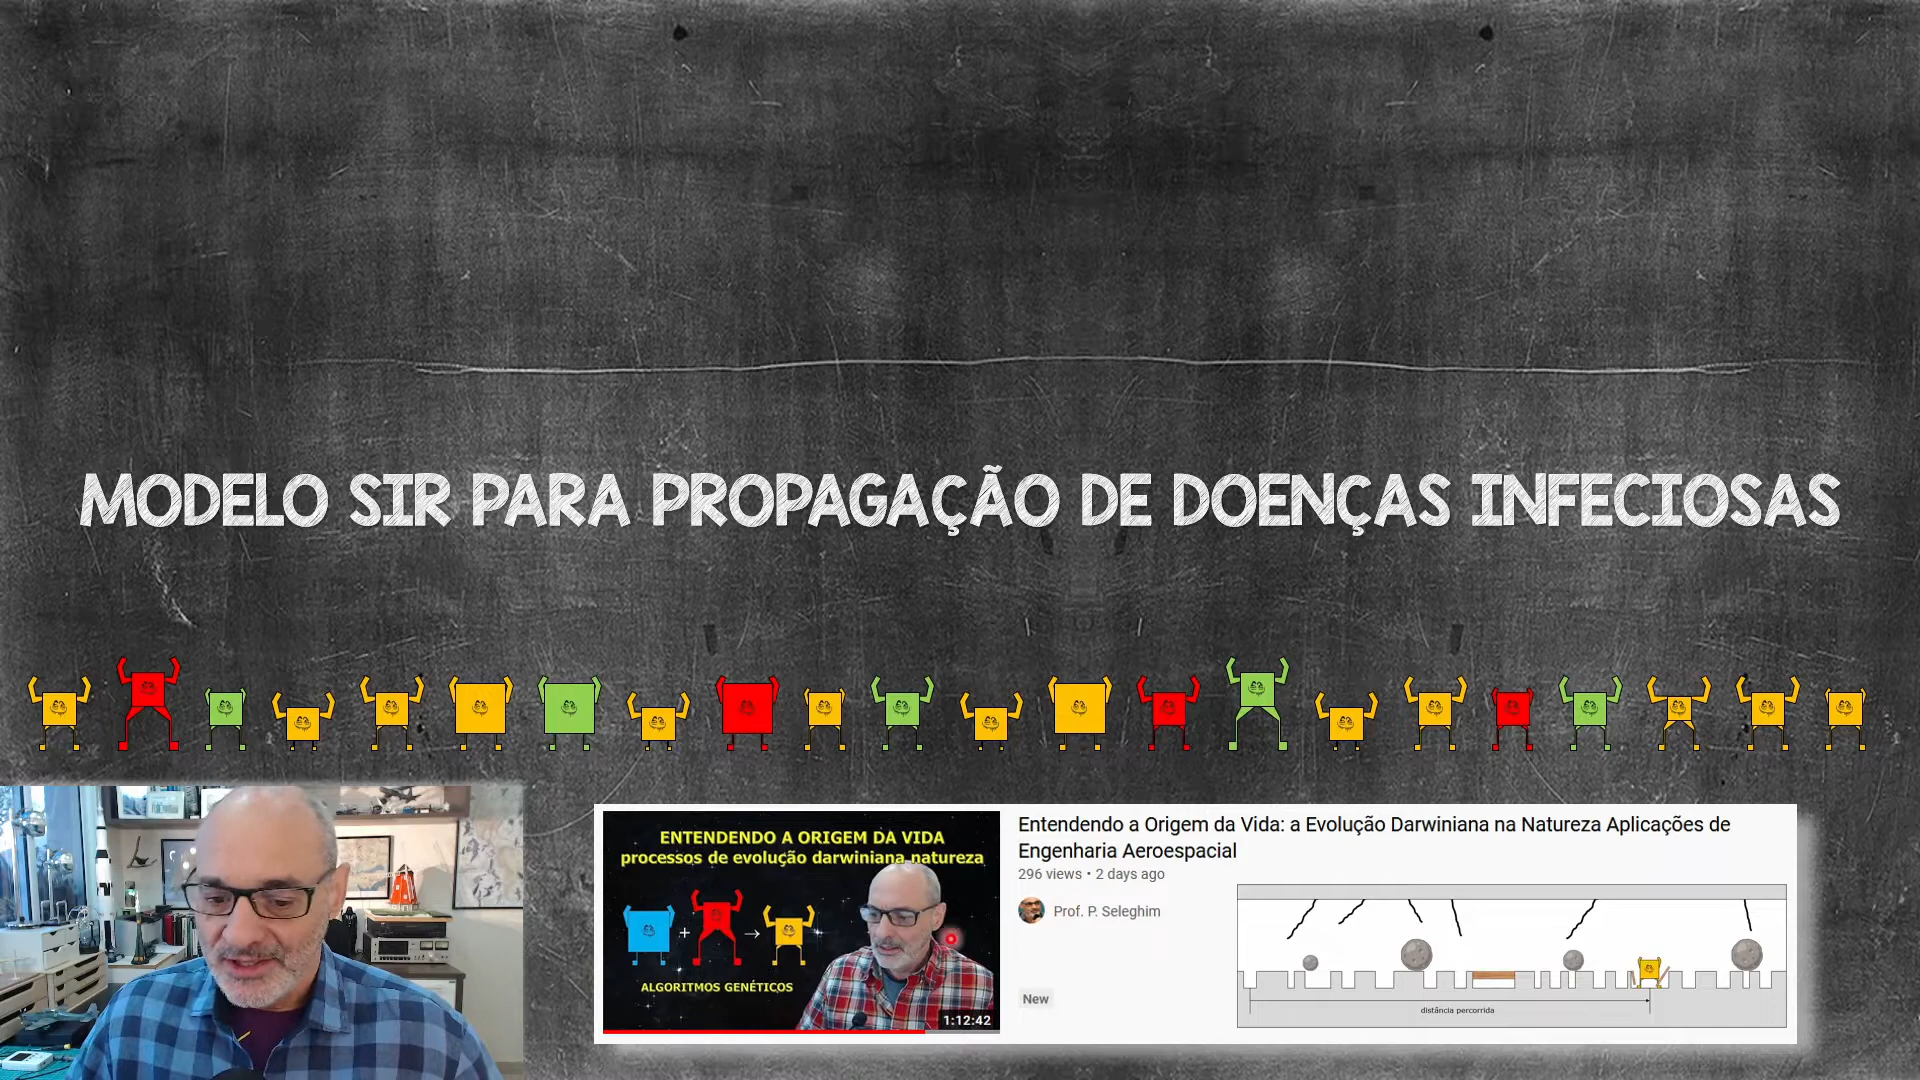 MODELO SIR PARA PROPAGAÇÃO DE DOENÇAS INFECIOSAS
ENTENDENDO A ORIGEM DA VIDA
processos de evolução darwiniana natureza
+
→
ALGORITMOS GENÉTICOS
1:12:42
Entendendo a Origem da Vida: a Evolução Darwiniana na Natureza Aplicações de
Engenharia Aeroespacial
296 views • 2 days ago
Prof. P. Seleghim
New
distância percorrida